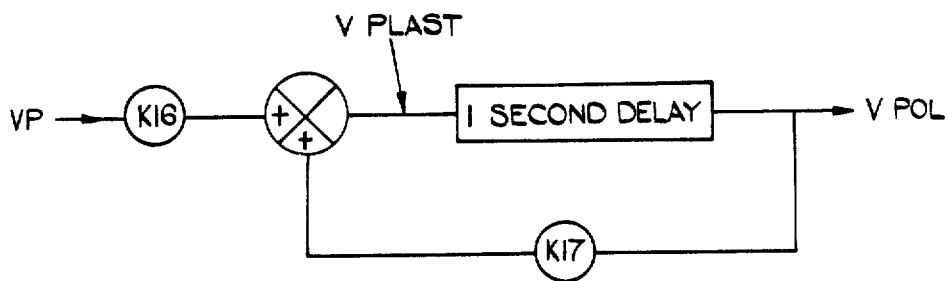 V PLAST
VP
K16
+
+
1 SECOND DELAY
V POL
K17